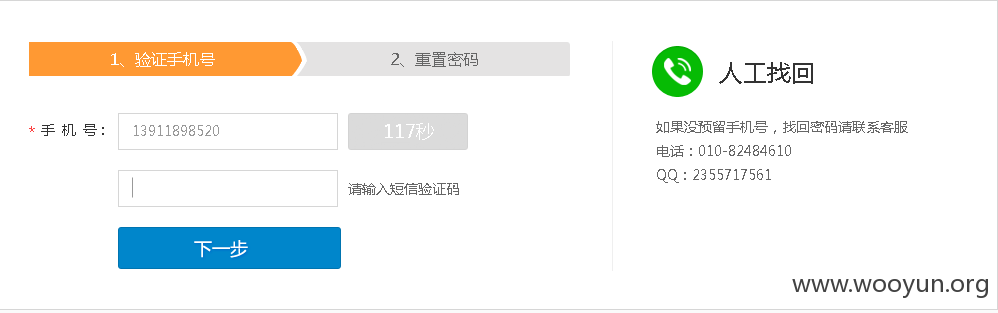 1、验证手机号
2、重置密码
* 手 机 号：
13911898520
117秒
请输入短信验证码
下一步
人工找回
如果没预留手机号，找回密码请联系客服
电话：010-82484610
QQ：2355717561
www.wooyun.org